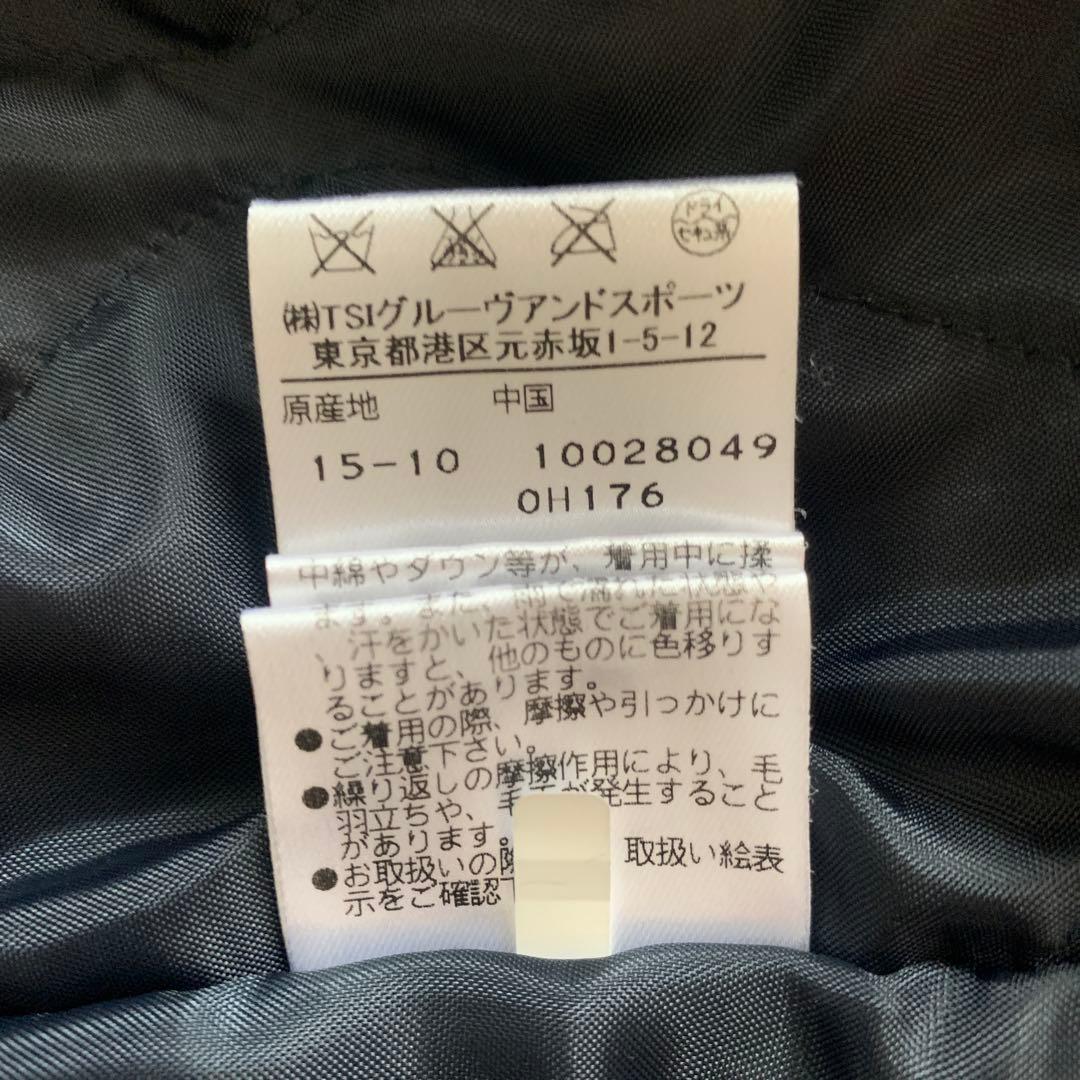 ドライ
セキユ系
㈱TSIグルーヴアンドスポーツ
東京都港区元赤坂1-5-12
原産地 中国
15-10 10028049
0H176
中綿やダウン等が、着用中に揉
ます。また、雨で濡れた状態や
汗をかいた状態でご着用にな
りますと、他のものに色移りす
ることがあります。
●ご着用の際、摩擦や引っかけに
ご注意下さい。
●繰り返しの摩擦作用により、毛
羽立ちや、毛玉が発生すること
があります。
●お取扱いの際 取扱い絵表
示をご確認